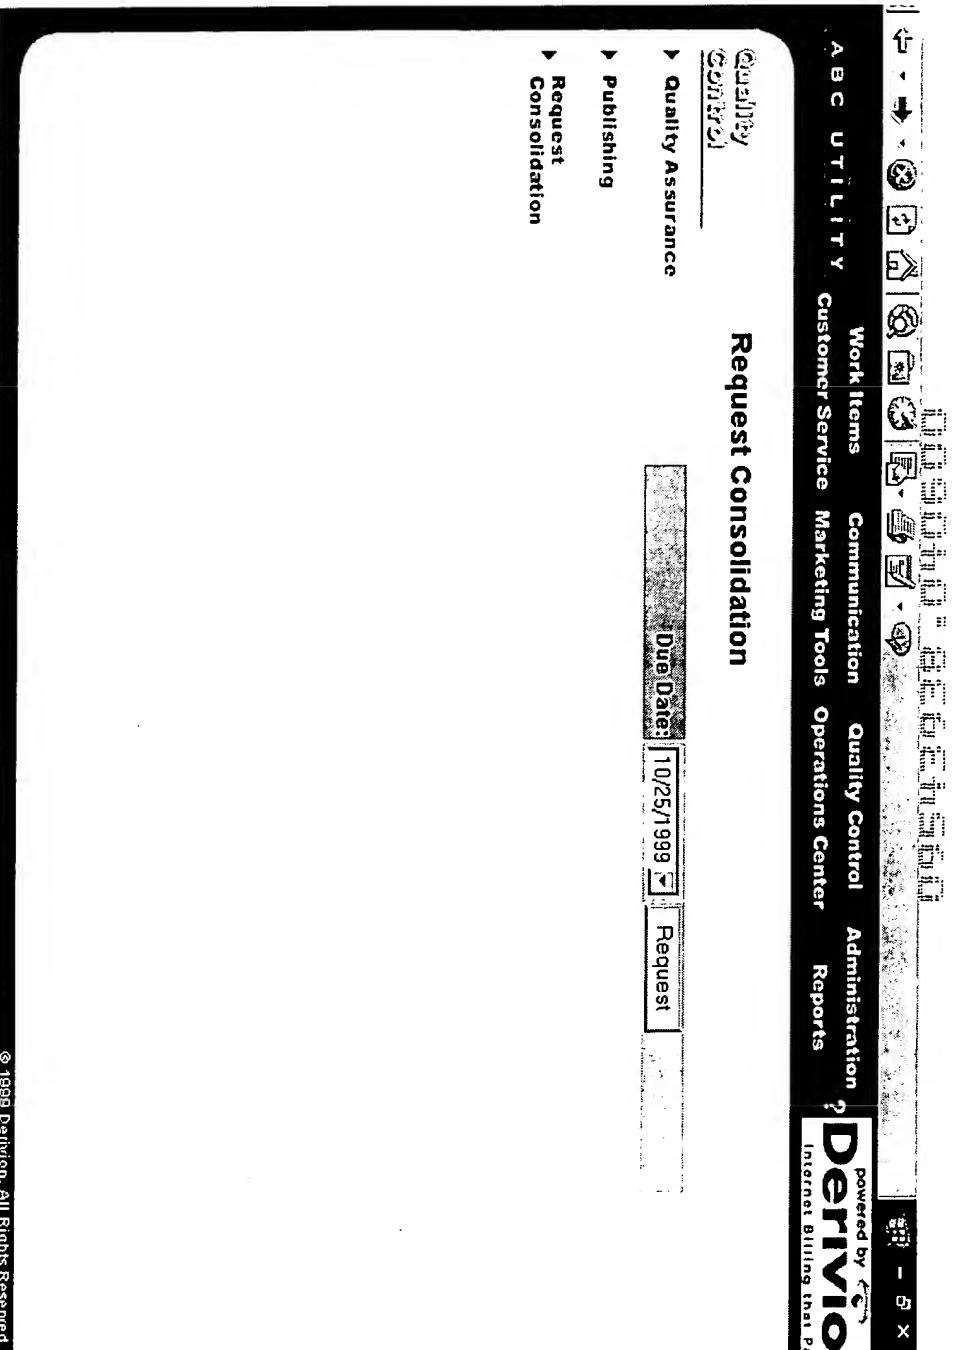 ABC UTILITY
Work Items Communication Quality Control Administration ?
Customer Service Marketing Tools Operations Center Reports
powered by
Derivio
Internet Billing that
Quality
Control
Quality Assurance
Publishing
Request
Consolidation
Request Consolidation
Due Date: 10/25/1999 Request
© 1999 Derivion. All Rights Reserved